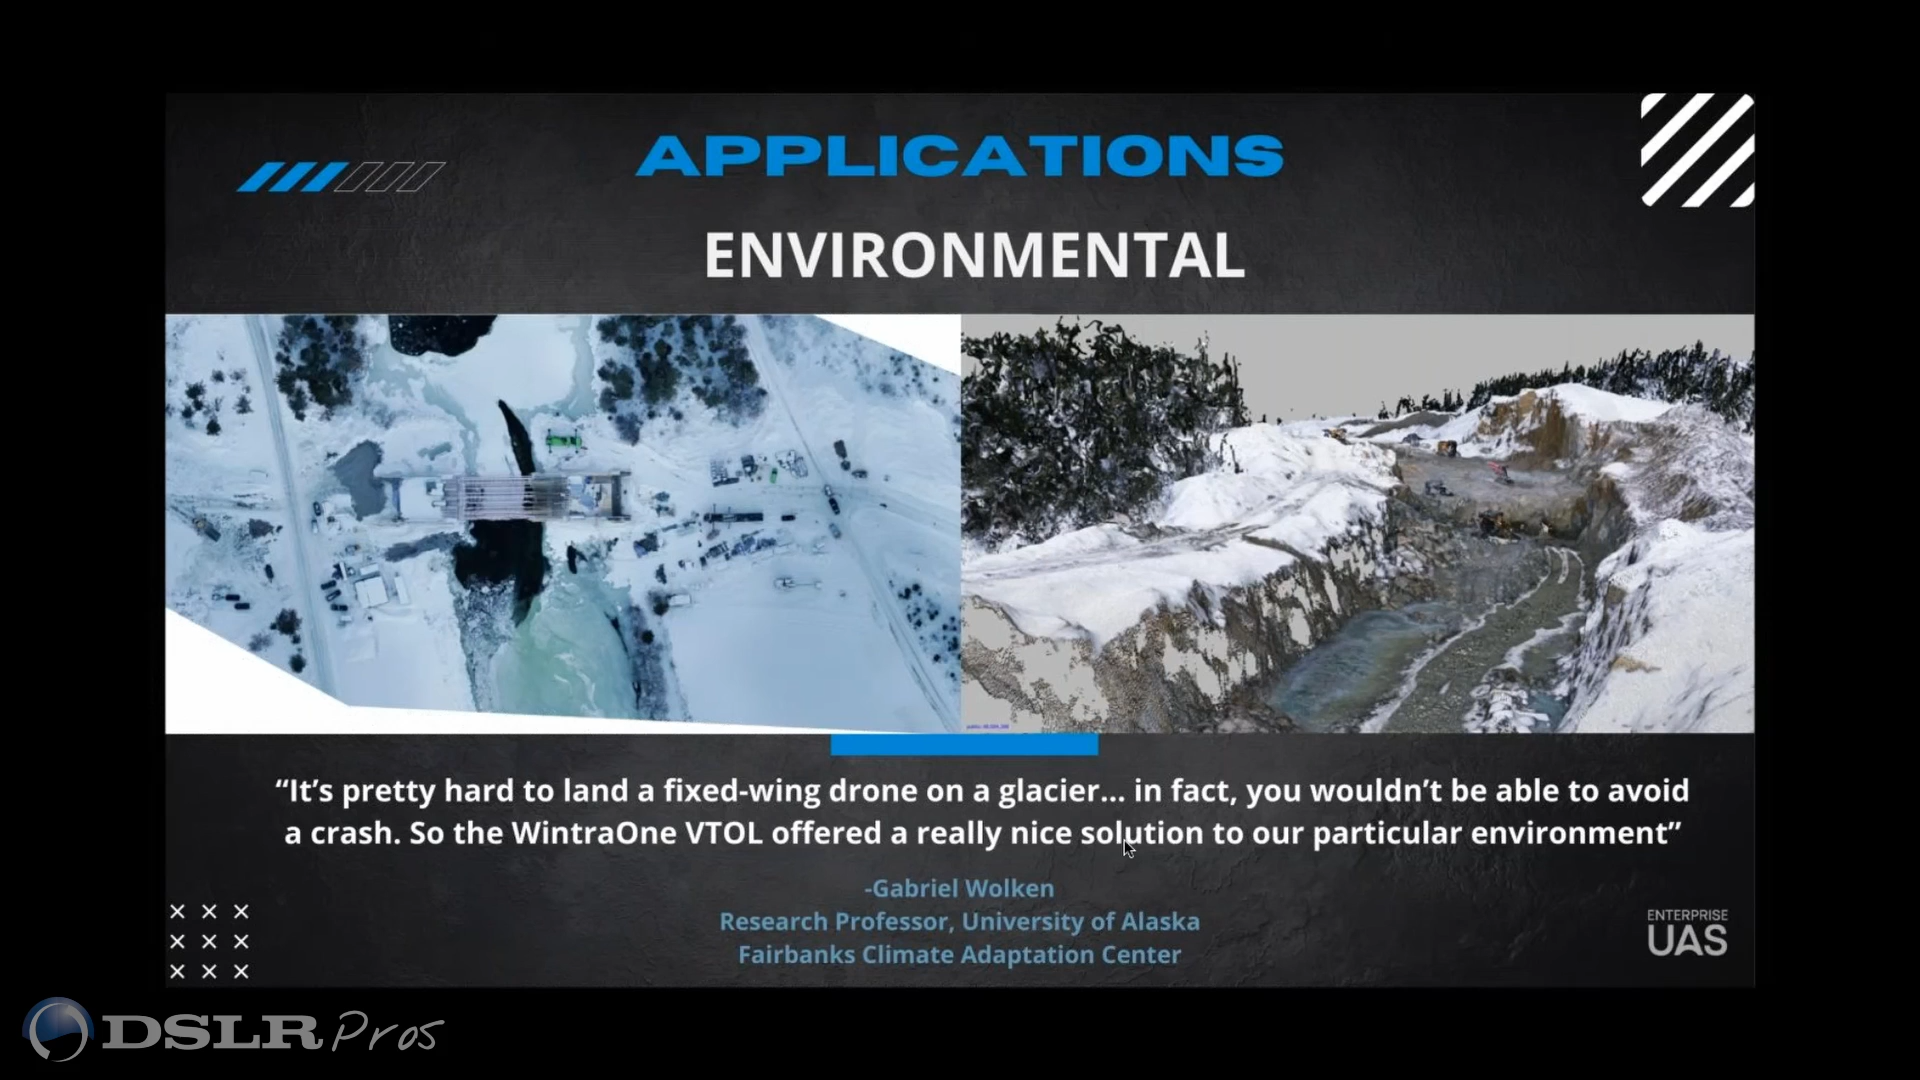 APPLICATIONS
ENVIRONMENTAL
“It’s pretty hard to land a fixed-wing drone on a glacier... in fact, you wouldn’t be able to avoid
a crash. So the WintraOne VTOL offered a really nice solution to our particular environment”
-Gabriel Wolken
Research Professor, University of Alaska
Fairbanks Climate Adaptation Center
ENTERPRISE
UAS
DSLR Pros